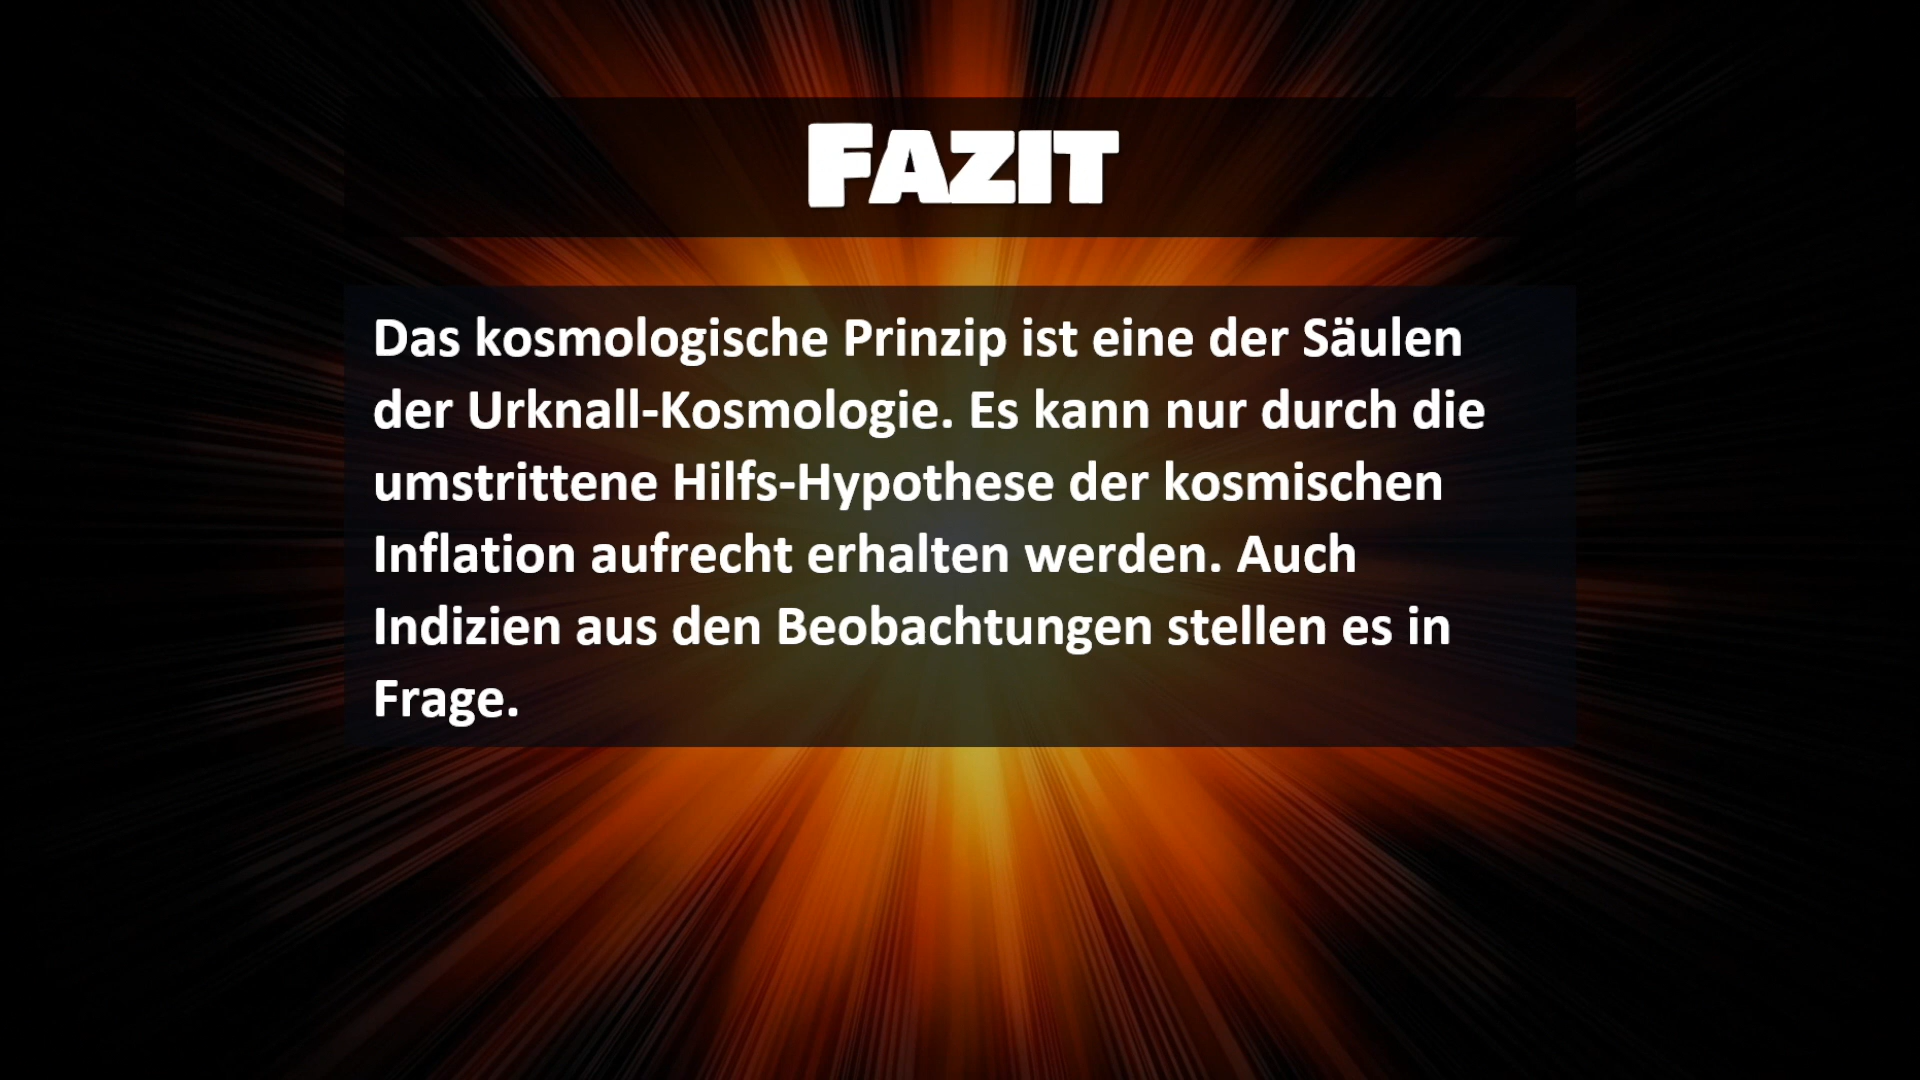 Fazit
Das kosmologische Prinzip ist eine der Säulen
der Urknall-Kosmologie. Es kann nur durch die
umstrittene Hilfs-Hypothese der kosmischen
Inflation aufrecht erhalten werden. Auch
Indizien aus den Beobachtungen stellen es in
Frage.